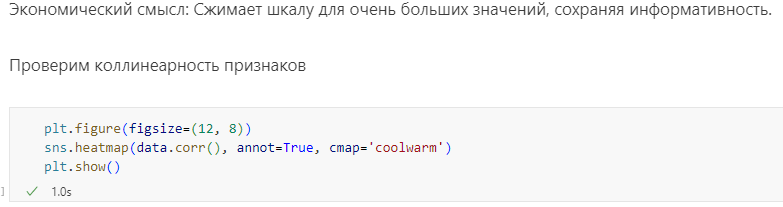 Экономический смысл: Сжимает шкалу для очень больших значений, сохраняя информативность.
Проверим коллинеарность признаков
plt.figure(figsize=(12, 8))
sns.heatmap(data.corr(), annot=True, cmap='coolwarm')
plt.show()
] ✓ 1.0s